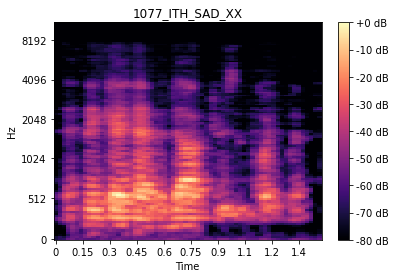 1077_ITH_SAD_XX
8192
4096
2048
1024
512
0
Hz
0 0.15 0.3 0.45 0.6 0.75 0.9 1.1 1.2 1.4
Time
+0 dB
-10 dB
-20 dB
-30 dB
-40 dB
-50 dB
-60 dB
-70 dB
-80 dB